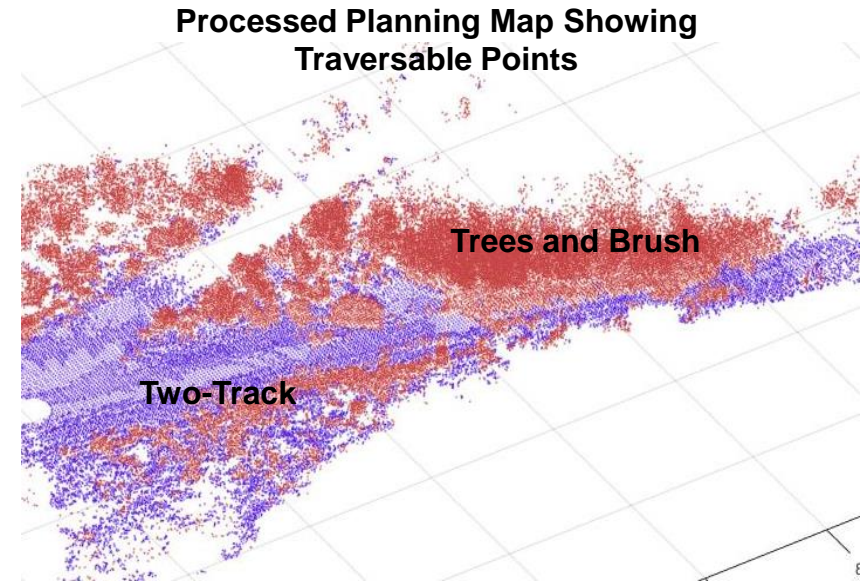 Processed Planning Map Showing
Traversable Points
Trees and Brush
Two-Track